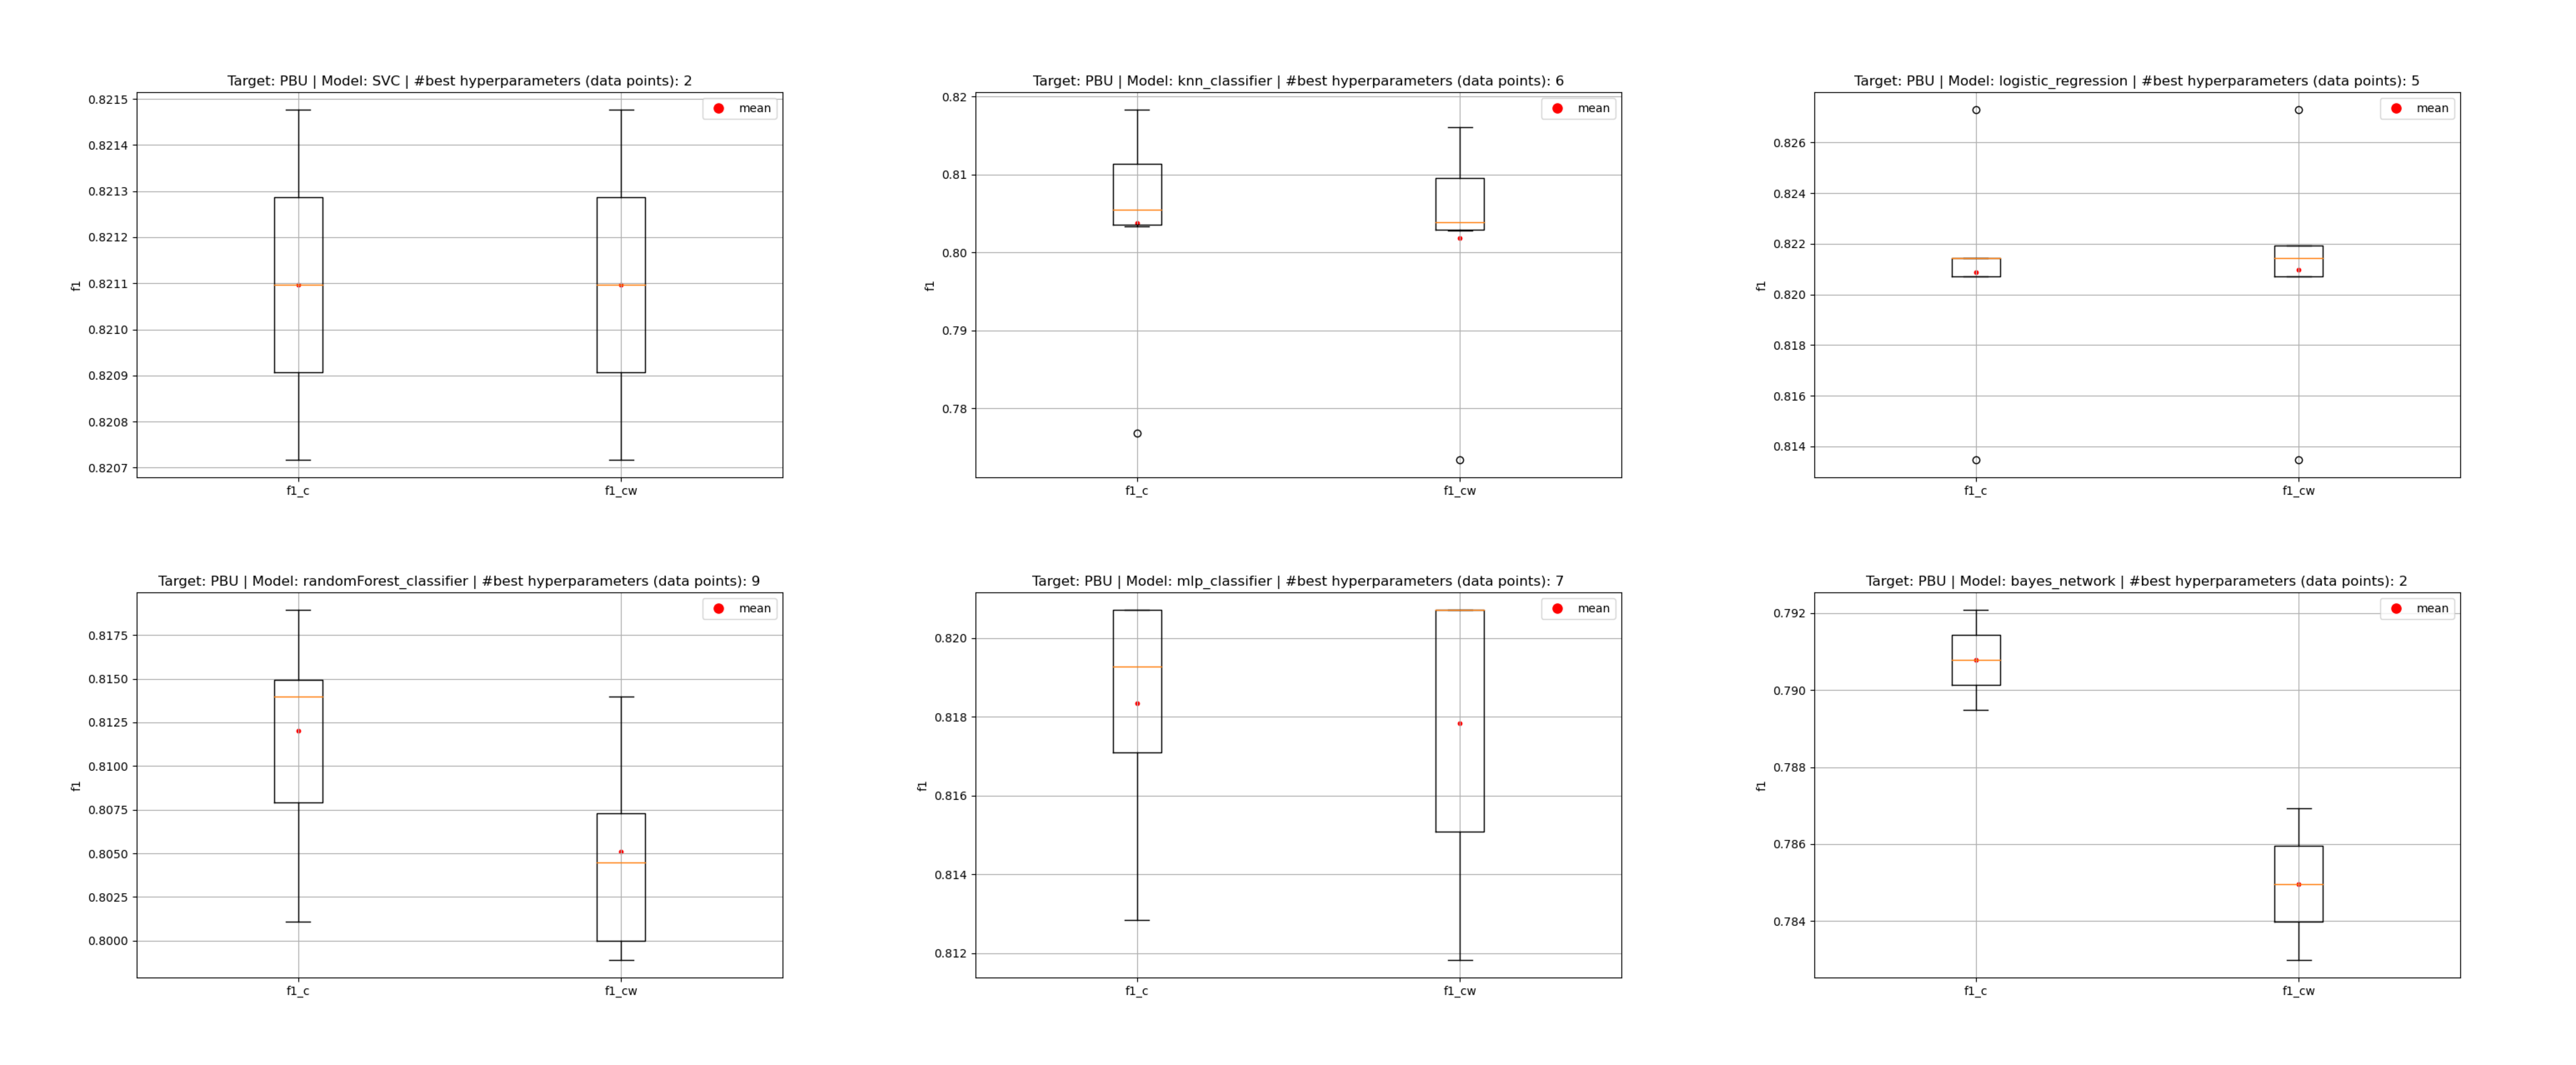 Target: PBU | Model: SVC | #best hyperparameters (data points): 2
mean
0.8215
0.8214
0.8213
0.8212
0.8211
0.8210
0.8209
0.8208
0.8207
f1
f1_c
f1_cw
Target: PBU | Model: knn_classifier | #best hyperparameters (data points): 6
mean
0.82
0.81
0.80
0.79
0.78
f1
f1_c
f1_cw
Target: PBU | Model: logistic_regression | #best hyperparameters (data points): 5
mean
0.826
0.824
0.822
0.820
0.818
0.816
0.814
f1
f1_c
f1_cw
Target: PBU | Model: randomForest_classifier | #best hyperparameters (data points): 9
mean
0.8175
0.8150
0.8125
0.8100
0.8075
0.8050
0.8025
0.8000
f1
f1_c
f1_cw
Target: PBU | Model: mlp_classifier | #best hyperparameters (data points): 7
mean
0.820
0.818
0.816
0.814
0.812
f1
f1_c
f1_cw
Target: PBU | Model: bayes_network | #best hyperparameters (data points): 2
mean
0.792
0.790
0.788
0.786
0.784
f1
f1_c
f1_cw